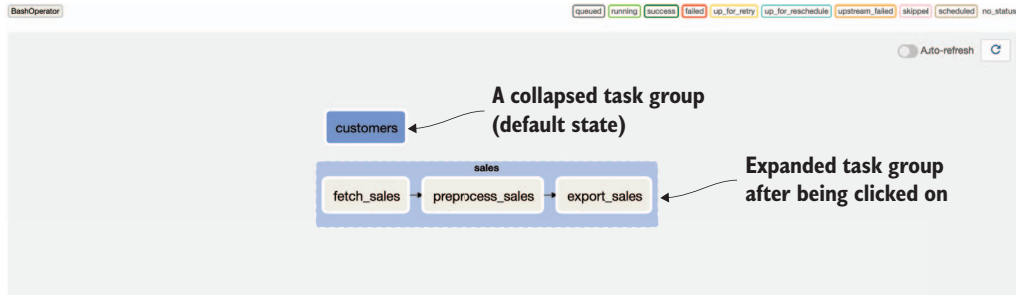 BashOperator
queued running success failed up_for_retry up_for_reschedule upstream_failed skipped scheduled no_status
Auto-refresh
A collapsed task group
(default state)
customers
sales
Expanded task group
after being clicked on
fetch_sales preprocess_sales export_sales